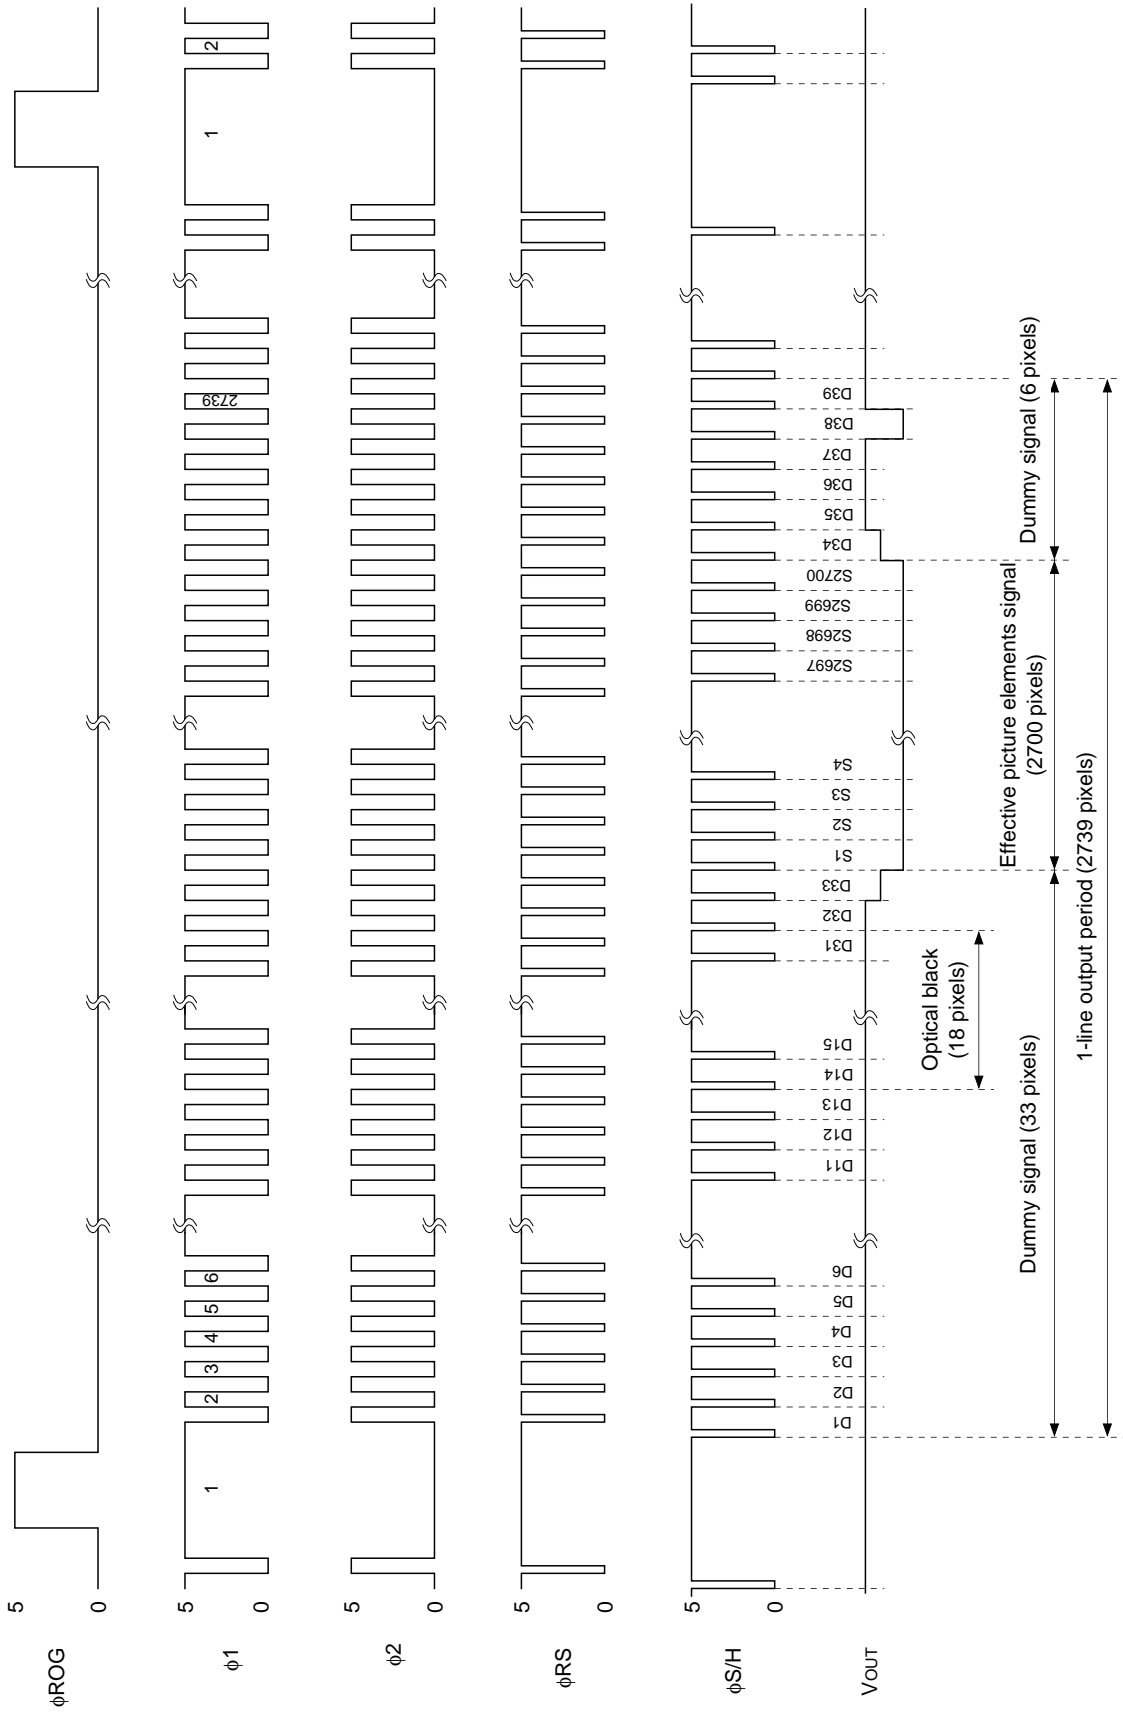 φROG
5
0
φ1
5
0
1
2
3
4
5
6
2739
1
2
φ2
5
0
φRS
5
0
φS/H
5
0
VOUT
D1
D2
D3
D4
D5
D6
D11
D12
D13
D14
D15
D31
D32
D33
S1
S2
S3
S4
S2697
S2698
S2699
S2700
D34
D35
D36
D37
D38
D39
Optical black
(18 pixels)
Dummy signal (33 pixels)
Effective picture elements signal
(2700 pixels)
Dummy signal (6 pixels)
1-line output period (2739 pixels)